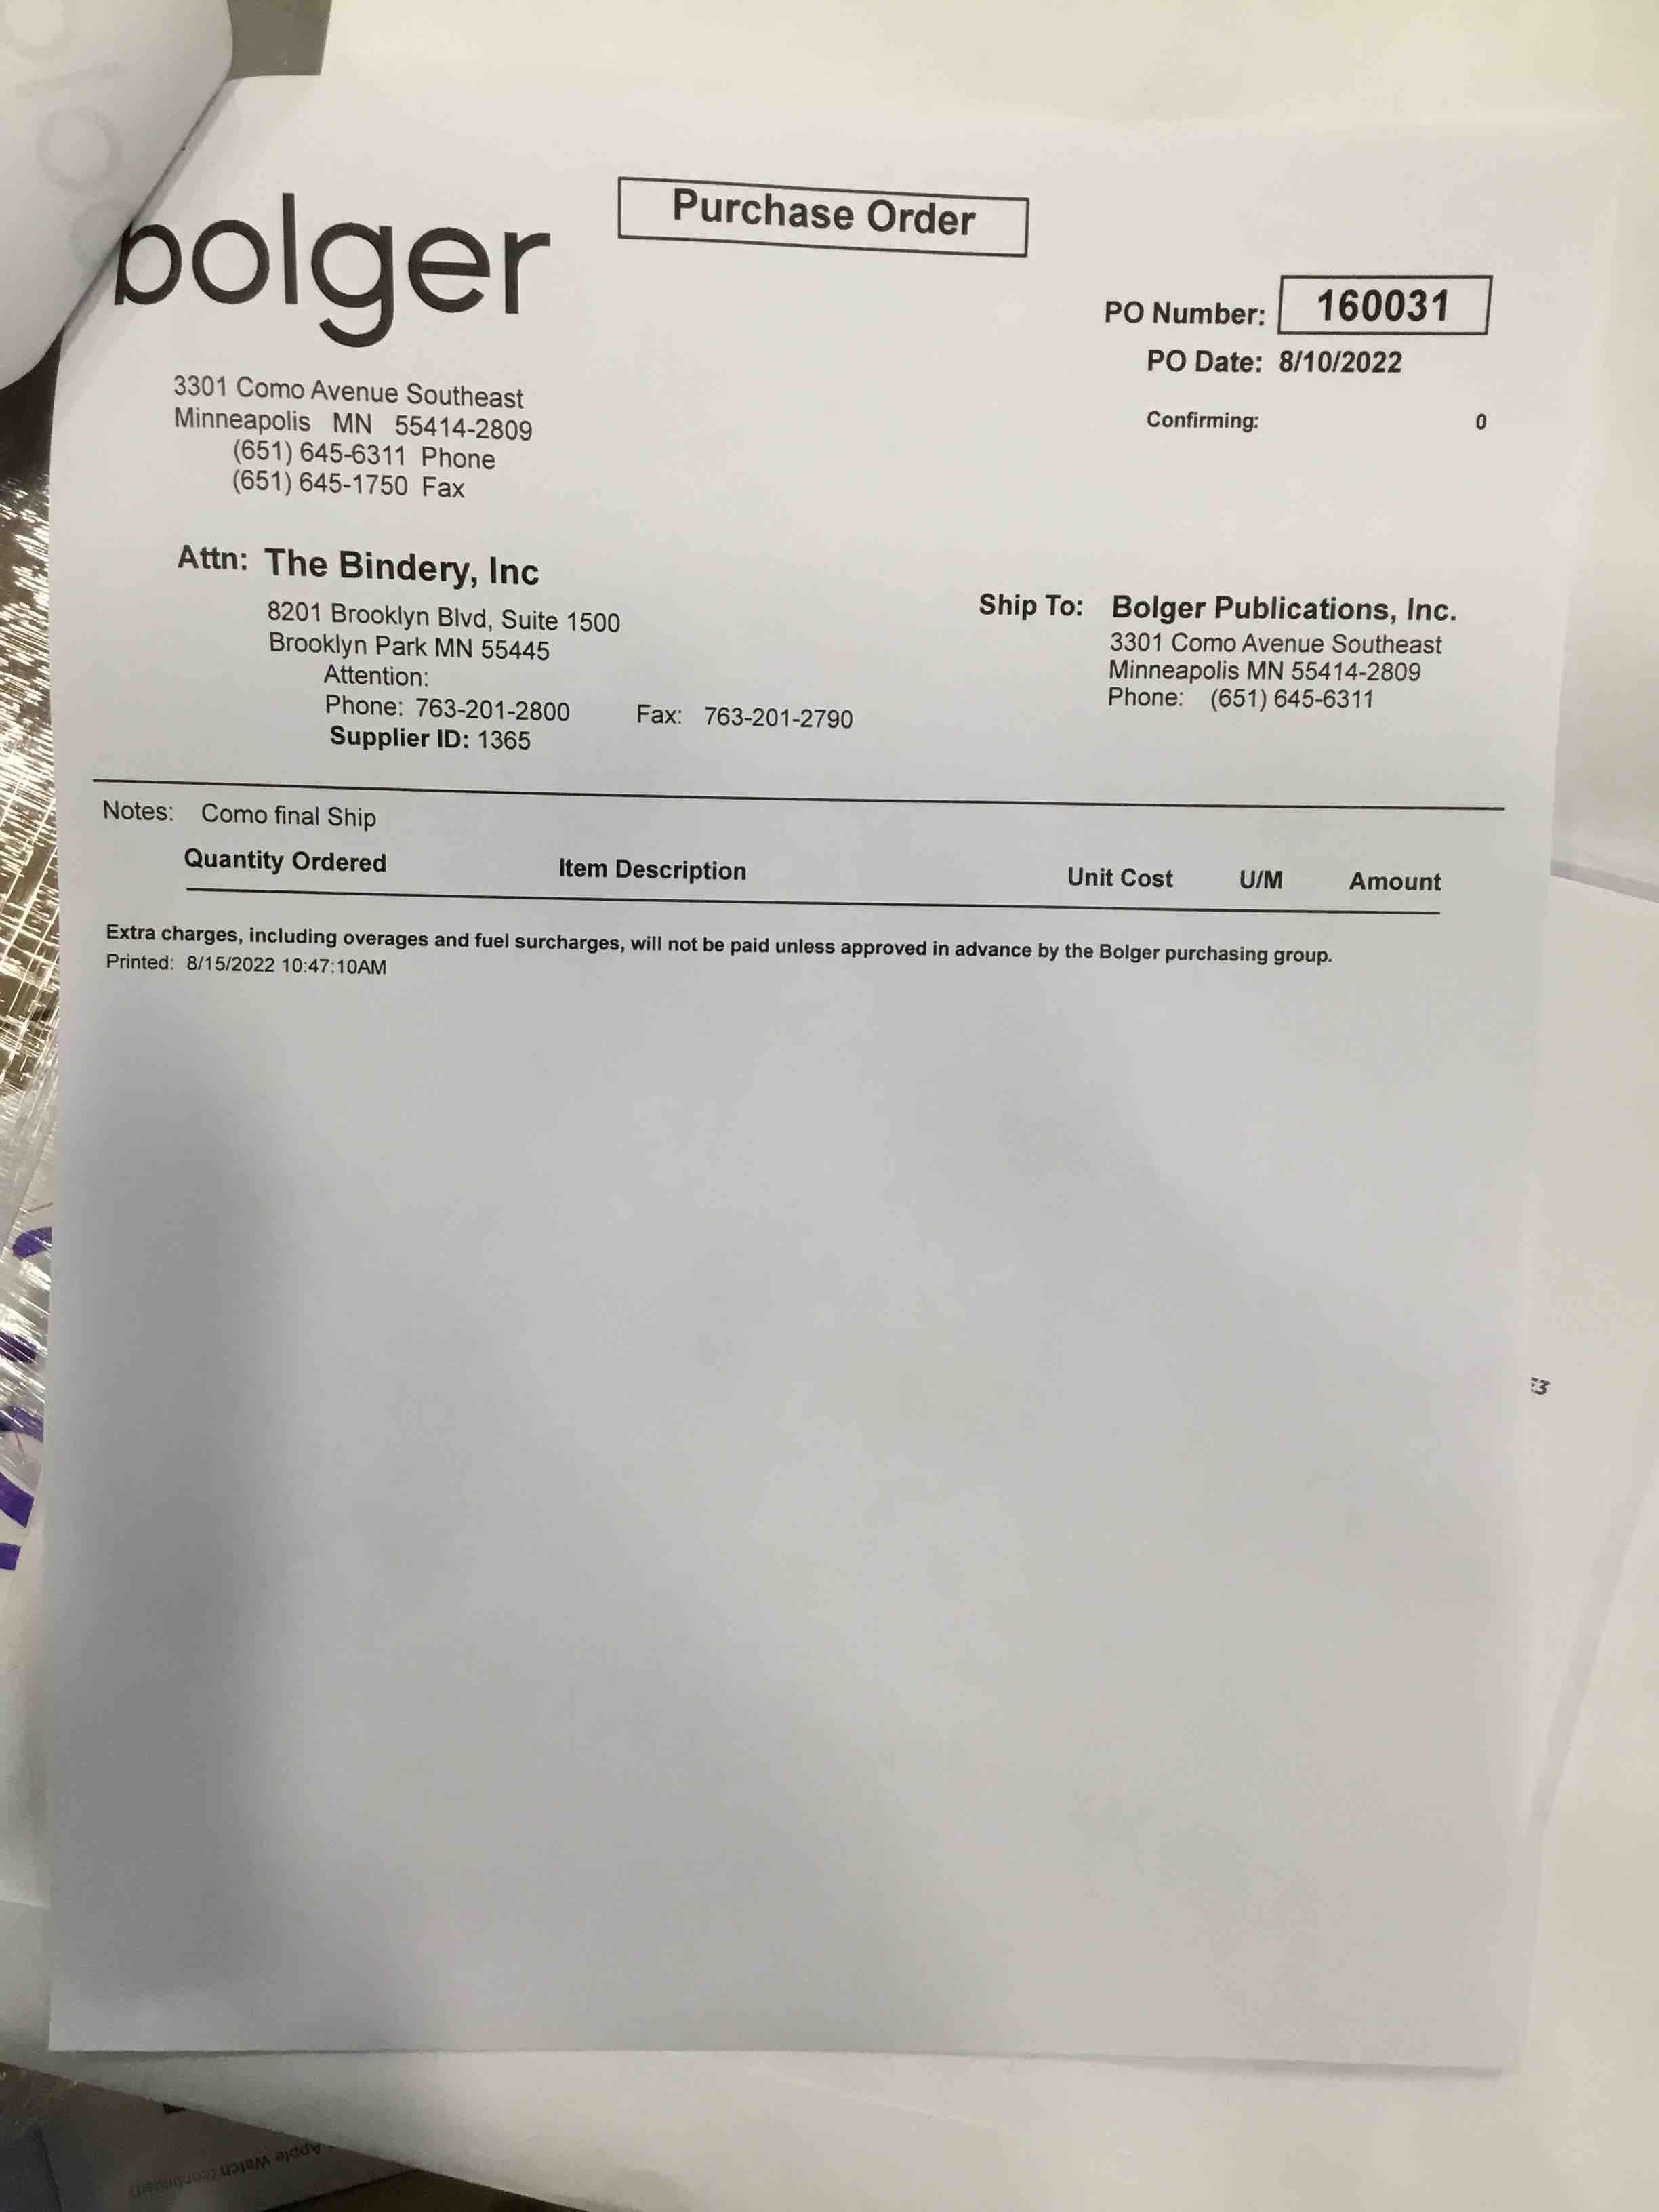 bolger
Purchase Order
PO Number: 160031
PO Date: 8/10/2022
Confirming: 0
3301 Como Avenue Southeast
Minneapolis MN 55414-2809
(651) 645-6311 Phone
(651) 645-1750 Fax
Attn: The Bindery, Inc
8201 Brooklyn Blvd, Suite 1500
Brooklyn Park MN 55445
Attention:
Phone: 763-201-2800 Fax: 763-201-2790
Supplier ID: 1365
Ship To: Bolger Publications, Inc.
3301 Como Avenue Southeast
Minneapolis MN 55414-2809
Phone: (651) 645-6311
Notes: Como final Ship
Quantity Ordered Item Description Unit Cost U/M Amount
Extra charges, including overages and fuel surcharges, will not be paid unless approved in advance by the Bolger purchasing group.
Printed: 8/15/2022 10:47:10AM
Apple Watch (continued)